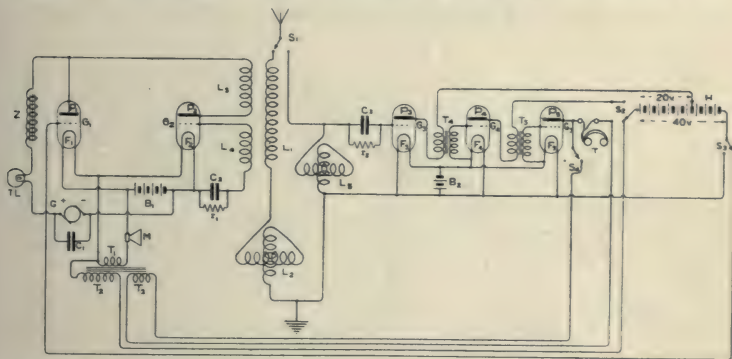 S₁
P₁
G₁
F₁
Z
TL
G + -
C₁
P₂
G₂
F₂
L₃
L₄
C₂
r₁
B₁
M
T₁
T₂
T₃
L₁
L₂
L₅
C₃
r₂
P₃
G₃
F₃
T₄
P₄
G₄
F₄
T₅
P₅
G₅
F₅
B₂
T
S₄
S₂
- 20v -
H
40v
S₃